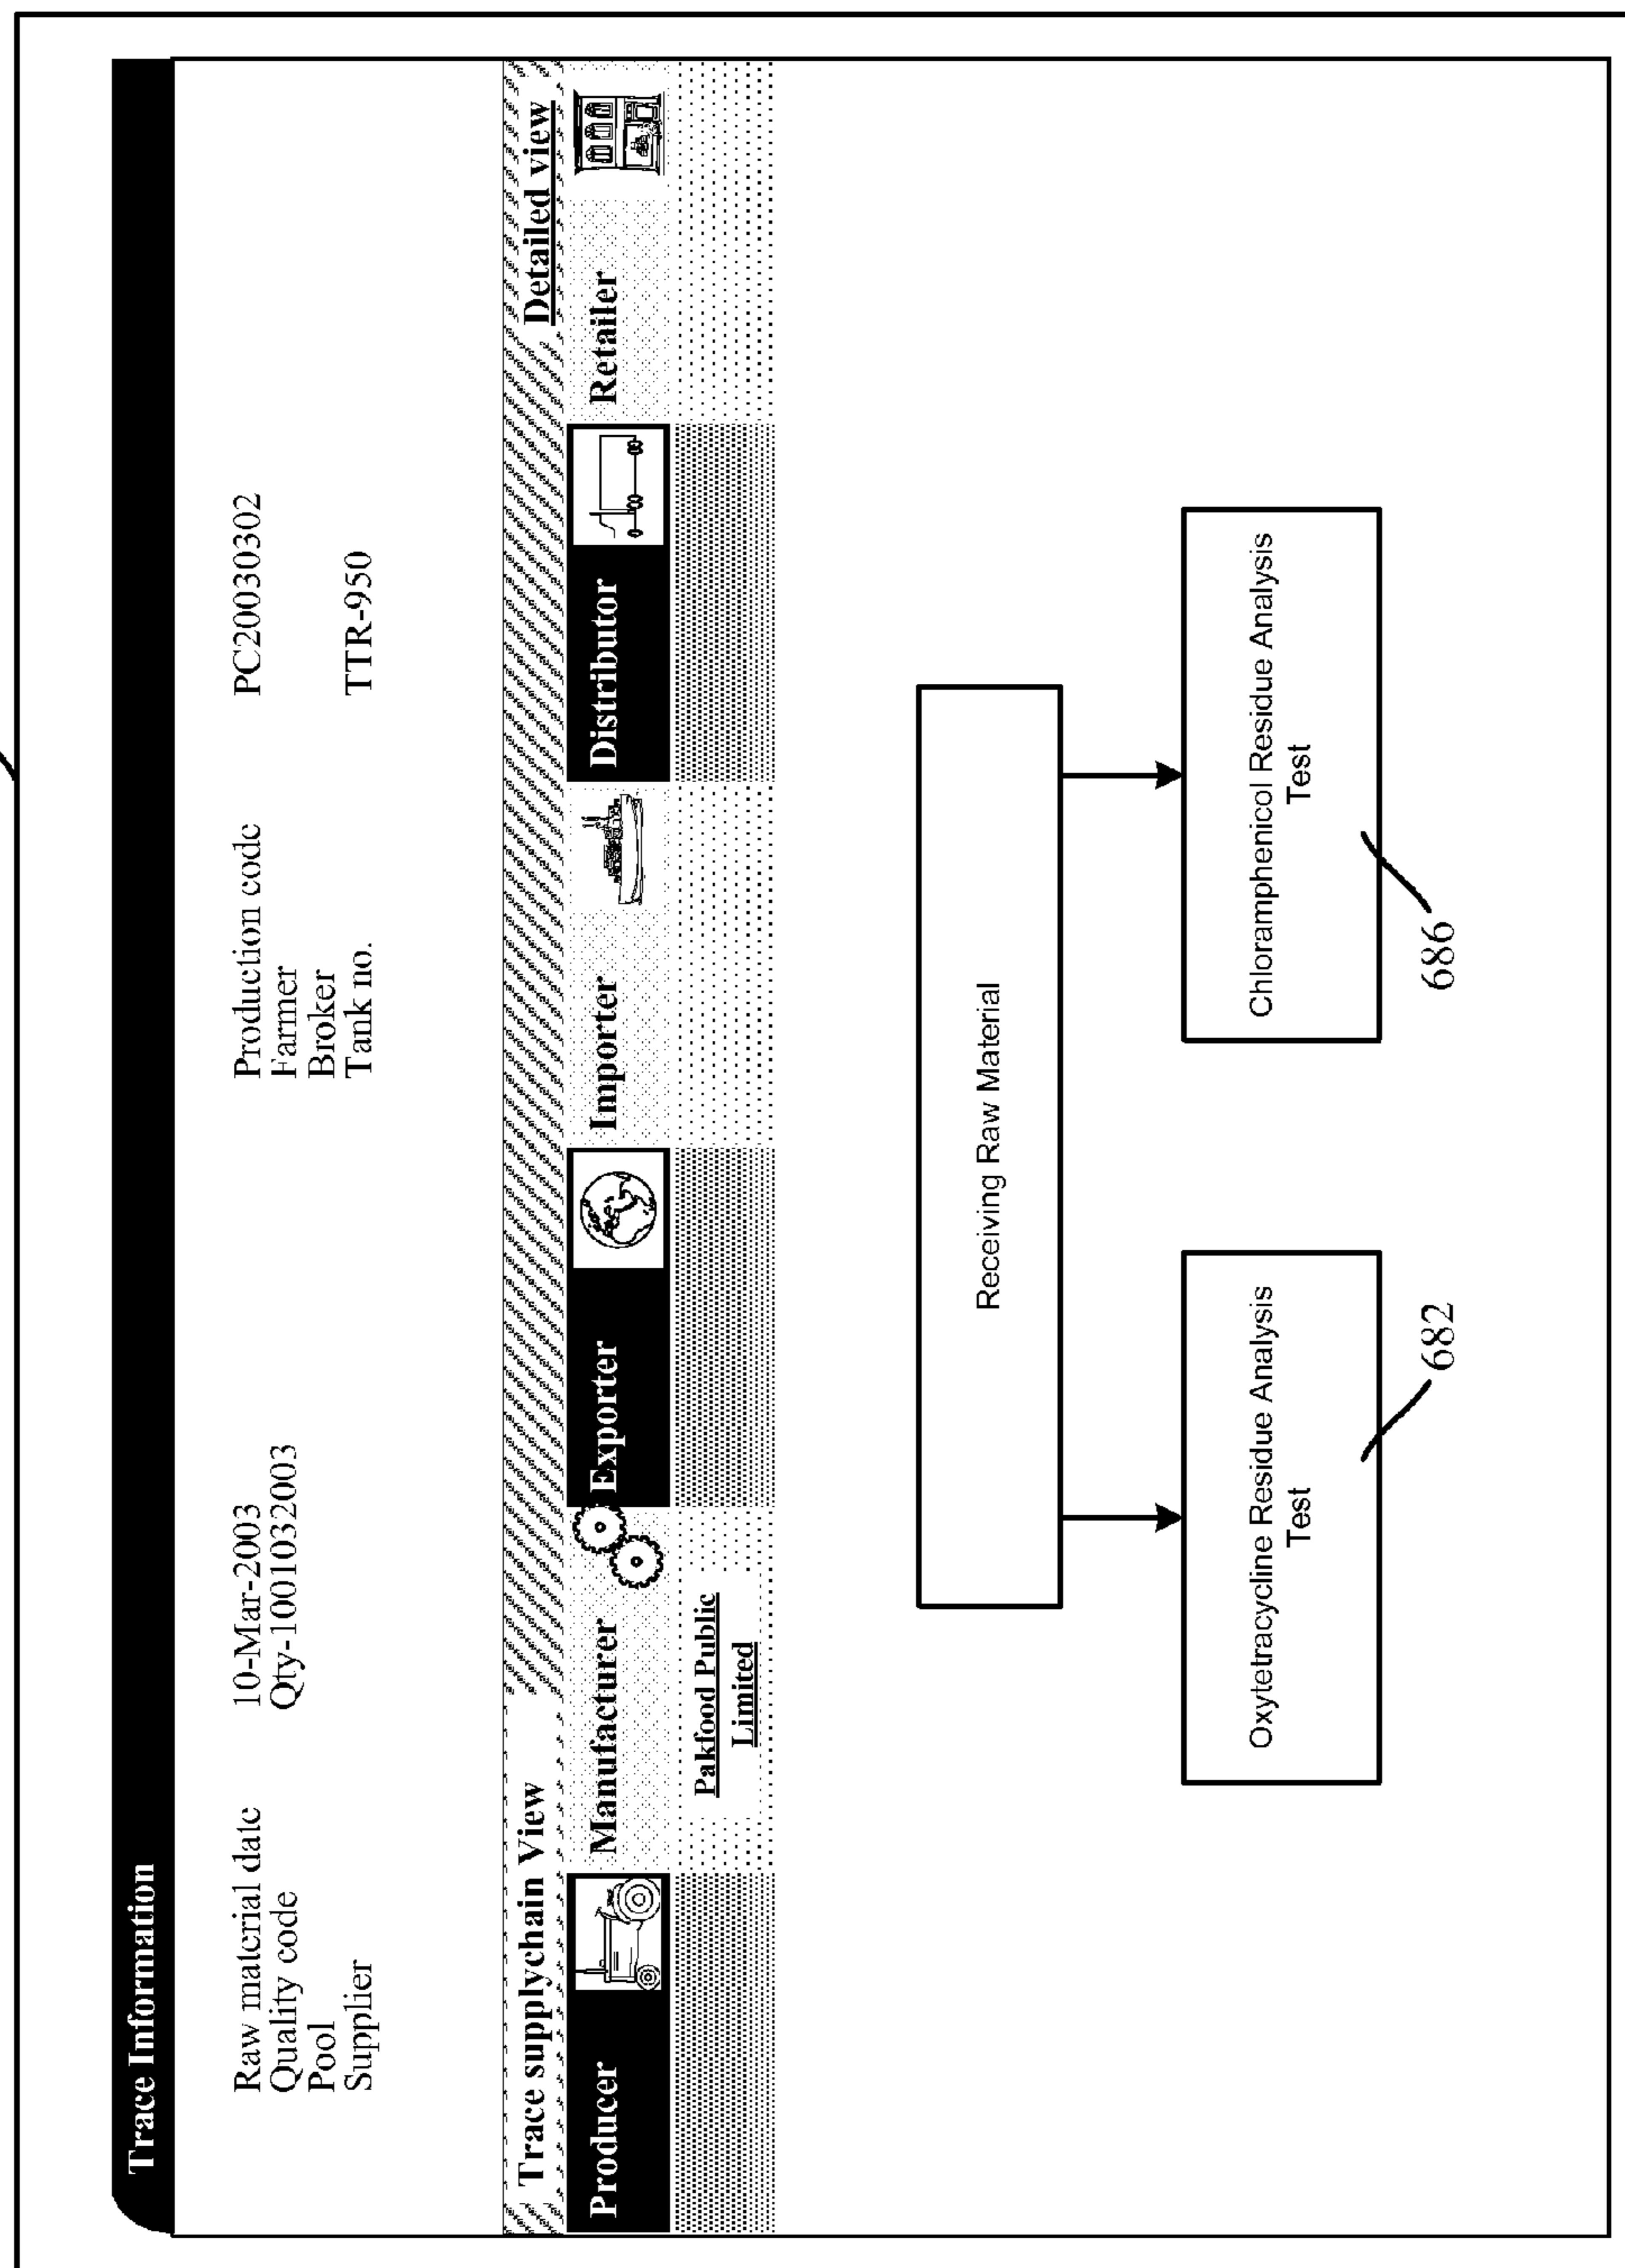 Trace Information
Raw material date 10-Mar-2003 Production code PC20030302
Quality code Qty-1001032003 Farmer
Pool Broker
Supplier Tank no. TTR-950
Trace supplychain View Detailed view
Producer Manufacturer Exporter Importer Distributor Retailer
Pakfood Public
Limited
Receiving Raw Material
Oxytetracycline Residue Analysis
Test
Chloramphenicol Residue Analysis
Test
682
686